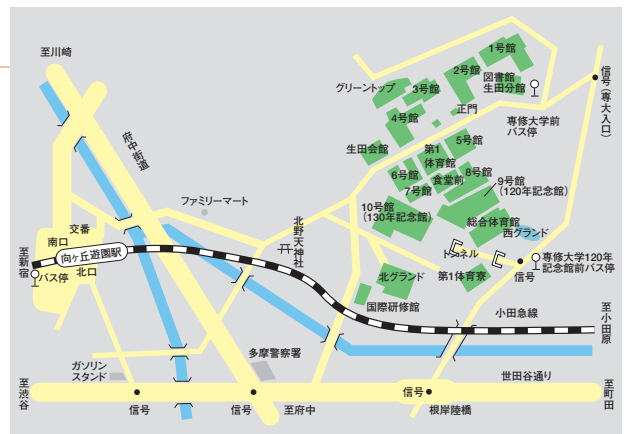 至川崎
府中街道
グリーントップ
1号館
2号館
3号館
図書館
生田分館
4号館
正門
専修大学前
バス停
信号(専大入口)
生田会館
第1
体育館
5号館
6号館
食堂前
8号館
7号館
9号館
(120年記念館)
10号館
(130年記念館)
総合体育館
西グランド
ファミリーマート
北野天神社
交番
南口
向ヶ丘遊園駅
至新宿
バス停
北口
トンネル
専修大学120年
記念館前バス停
信号
北グランド
第1体育寮
国際研修館
小田急線
至小田原
ガソリン
スタンド
多摩警察署
世田谷通り
至渋谷
信号
信号
至府中
信号
根岸陸橋
至町田